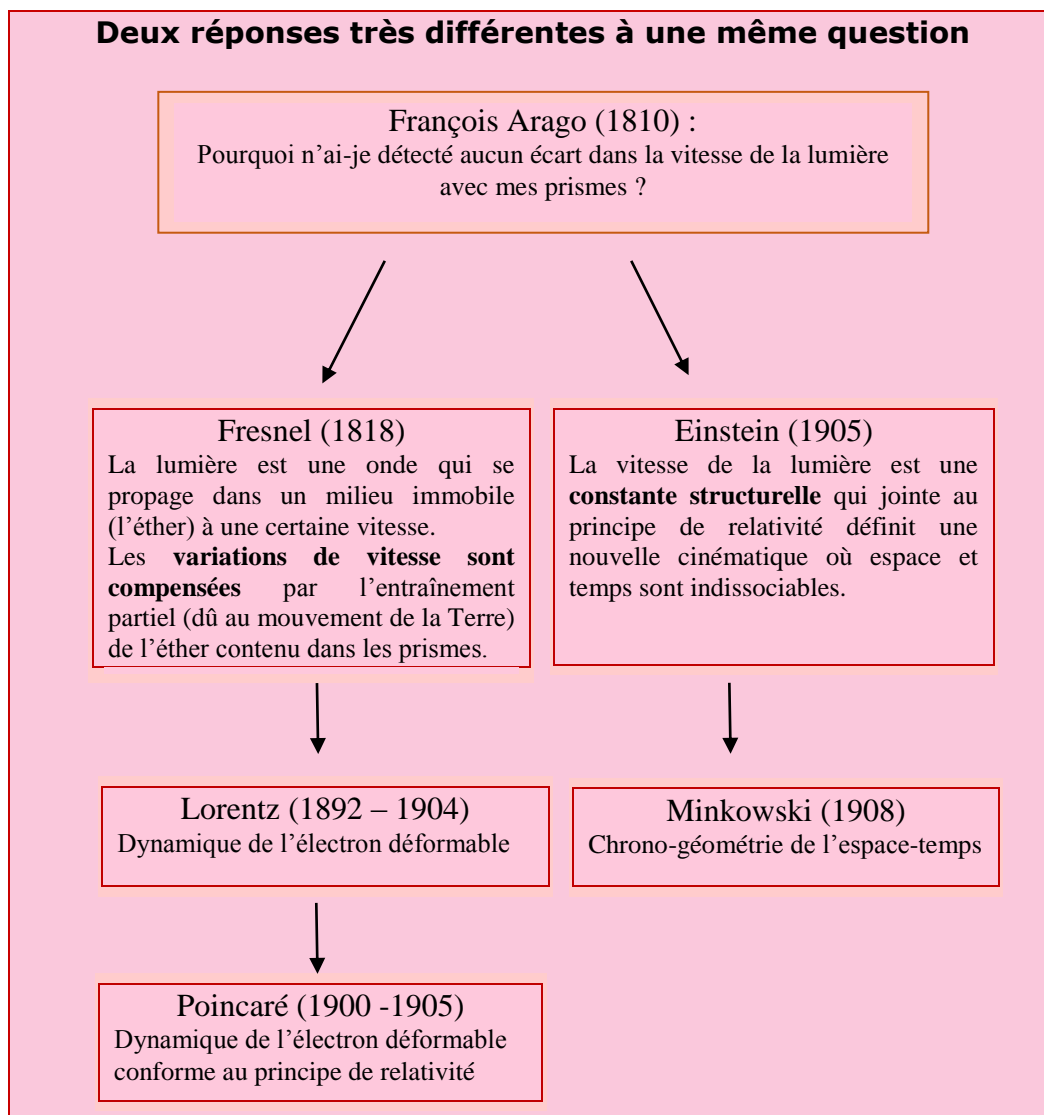 Deux réponses très différentes à une même question
François Arago (1810) :
Pourquoi n’ai-je détecté aucun écart dans la vitesse de la lumière
avec mes prismes ?
Fresnel (1818)
La lumière est une onde qui se
propage dans un milieu immobile
(l’éther) à une certaine vitesse.
Les variations de vitesse sont
compensées par l’entraînement
partiel (dû au mouvement de la Terre)
de l’éther contenu dans les prismes.
Einstein (1905)
La vitesse de la lumière est une
constante structurelle qui jointe au
principe de relativité définit une
nouvelle cinématique où espace et
temps sont indissociables.
Lorentz (1892 – 1904)
Dynamique de l’électron déformable
Minkowski (1908)
Chrono-géométrie de l’espace-temps
Poincaré (1900 -1905)
Dynamique de l’électron déformable
conforme au principe de relativité